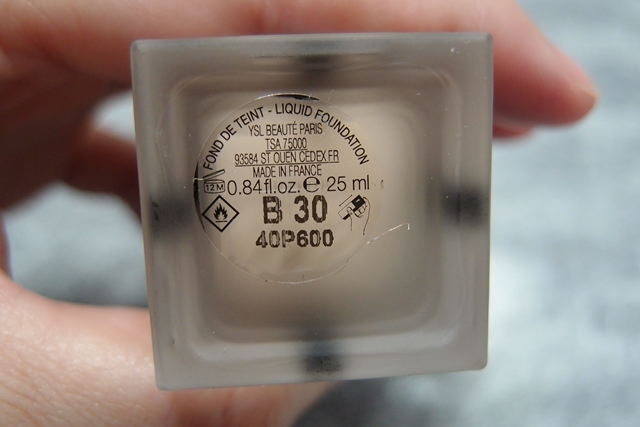 FOND DE TEINT - LIQUID FOUNDATION
YSL BEAUTÉ PARIS
TSA 75000
93584 ST OUEN CEDEX FR
MADE IN FRANCE
12 M 0.84fl.oz. e 25 ml
B 30
40P600